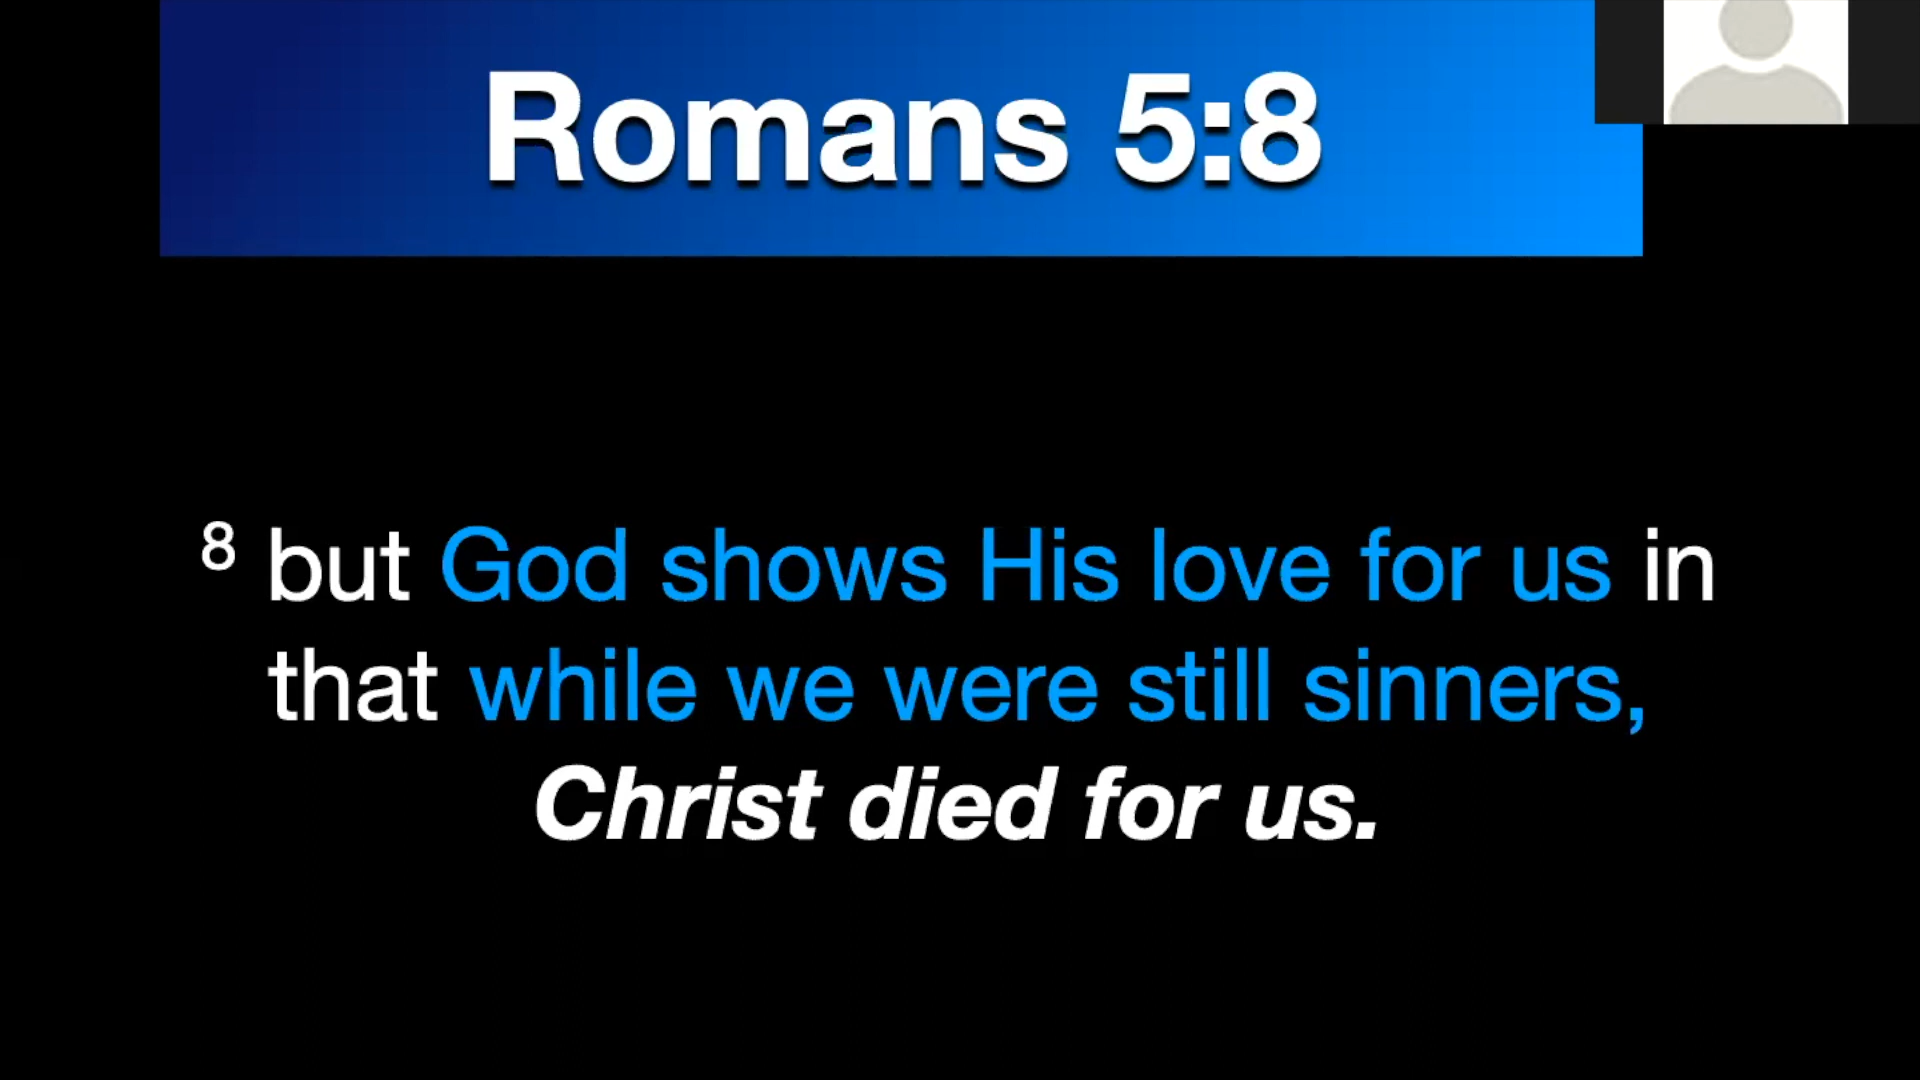 Romans 5:8
8 but God shows His love for us in
that while we were still sinners,
Christ died for us.